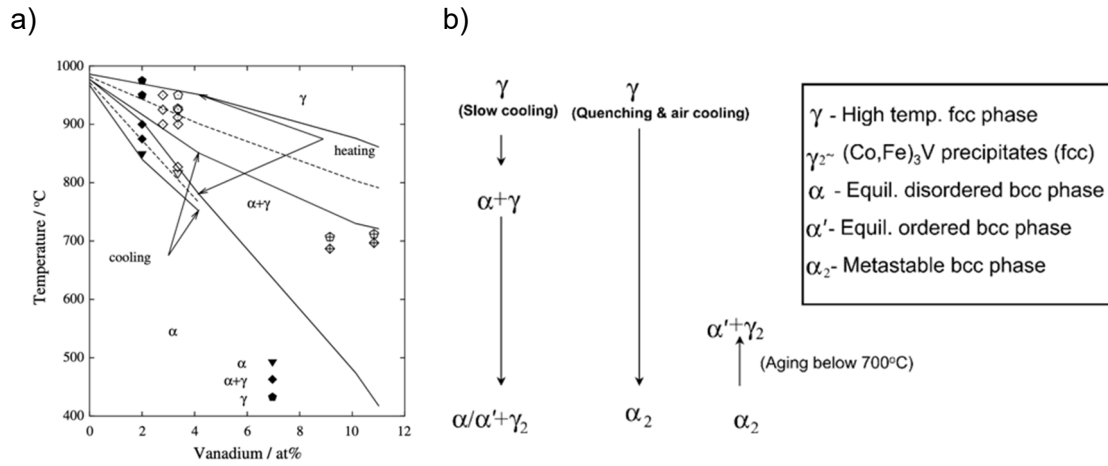 a)
b)
1000
900
800
700
600
500
400
Temperature / °C
0
2
4
6
8
10
12
Vanadium / at%
γ
heating
α+γ
cooling
α
α
α+γ
γ
γ
(Slow cooling)
α+γ
α/α′+γ₂
γ
(Quenching & air cooling)
α₂
α′+γ₂
(Aging below 700°C)
α₂
γ - High temp. fcc phase
γ₂~ (Co,Fe)₃V precipitates (fcc)
α - Equil. disordered bcc phase
α′- Equil. ordered bcc phase
α₂- Metastable bcc phase